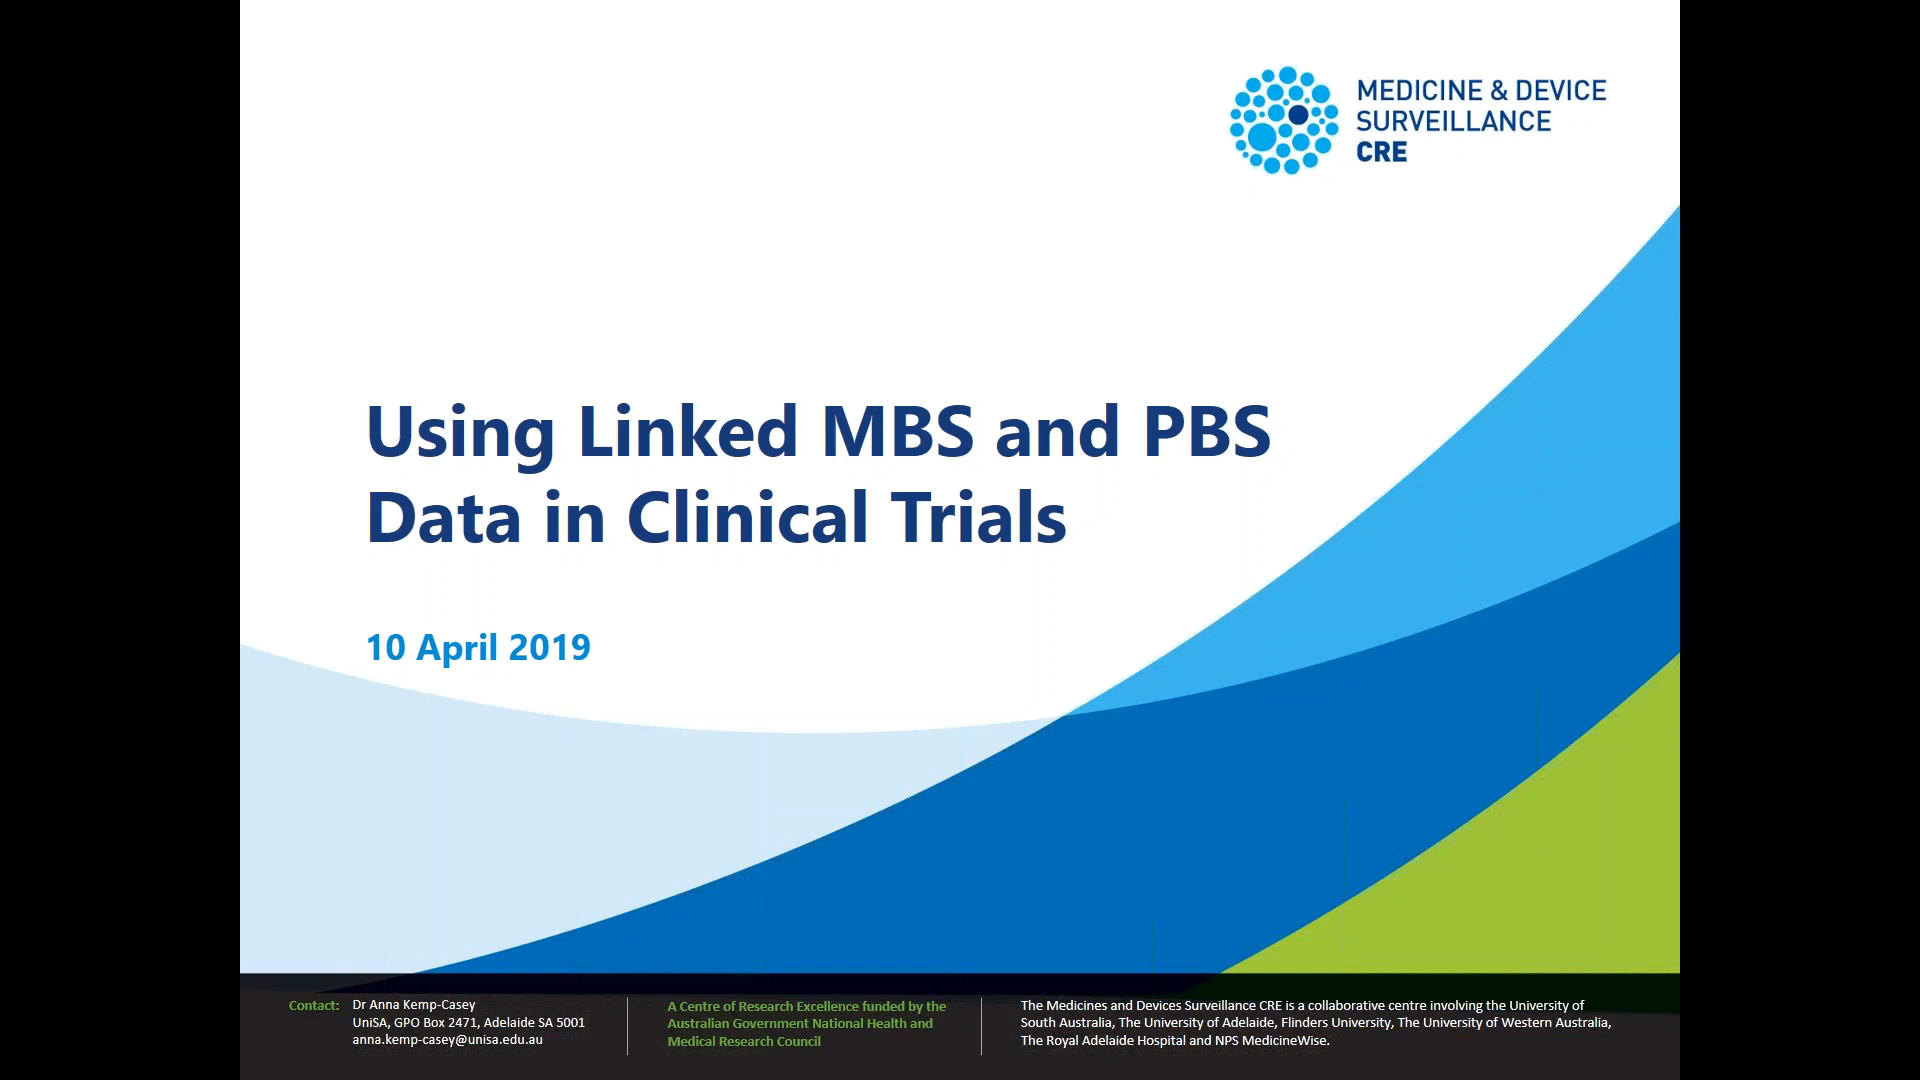 MEDICINE & DEVICE
SURVEILLANCE
CRE
Using Linked MBS and PBS
Data in Clinical Trials
10 April 2019
Contact: Dr Anna Kemp-Casey
UniSA, GPO Box 2471, Adelaide SA 5001
anna.kemp-casey@unisa.edu.au
A Centre of Research Excellence funded by the
Australian Government National Health and
Medical Research Council
The Medicines and Devices Surveillance CRE is a collaborative centre involving the University of
South Australia, The University of Adelaide, Flinders University, The University of Western Australia,
The Royal Adelaide Hospital and NPS MedicineWise.